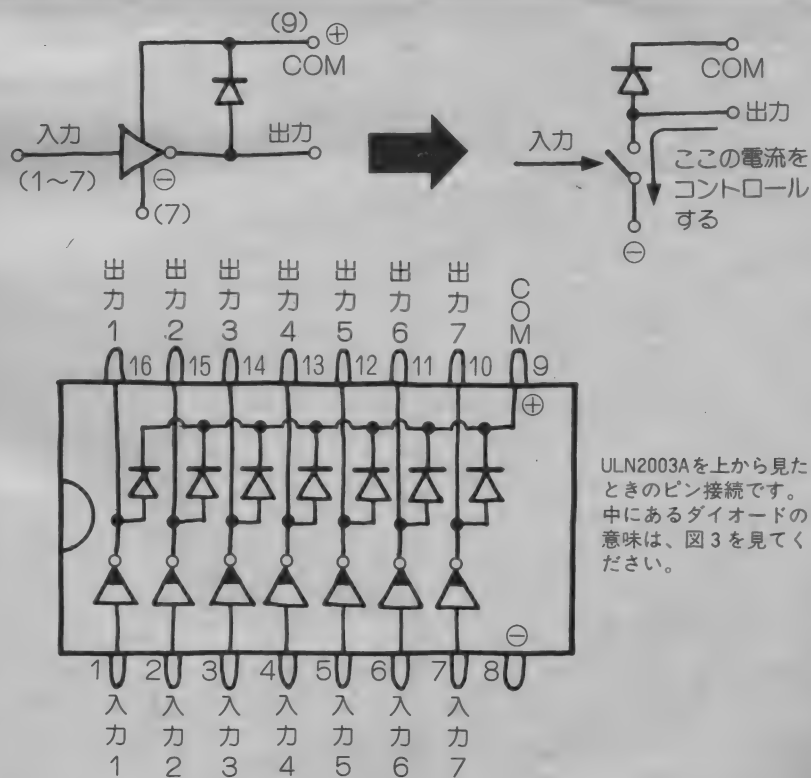 (9) ⊕
COM
入力
(1〜7)
出力
⊖
(7)
COM
出力
入力
ここの電流を
コントロール
する
⊖
出力1 出力2 出力3 出力4 出力5 出力6 出力7 COM
16 15 14 13 12 11 10 9
⊕
ULN2003Aを上から見た
ときのピン接続です。
中にあるダイオードの
意味は、図3を見てく
ださい。
⊖
1 2 3 4 5 6 7 8
入力1 入力2 入力3 入力4 入力5 入力6 入力7